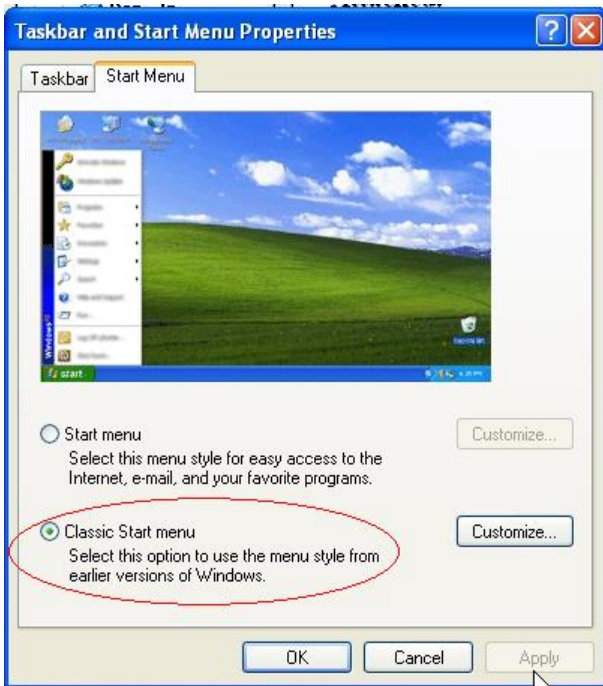 Taskbar and Start Menu Properties
Taskbar
Start Menu
WindowsXP
start
Start menu
Customize...
Select this menu style for easy access to the
Internet, e-mail, and your favorite programs.
Classic Start menu
Customize...
Select this option to use the menu style from
earlier versions of Windows.
OK
Cancel
Apply